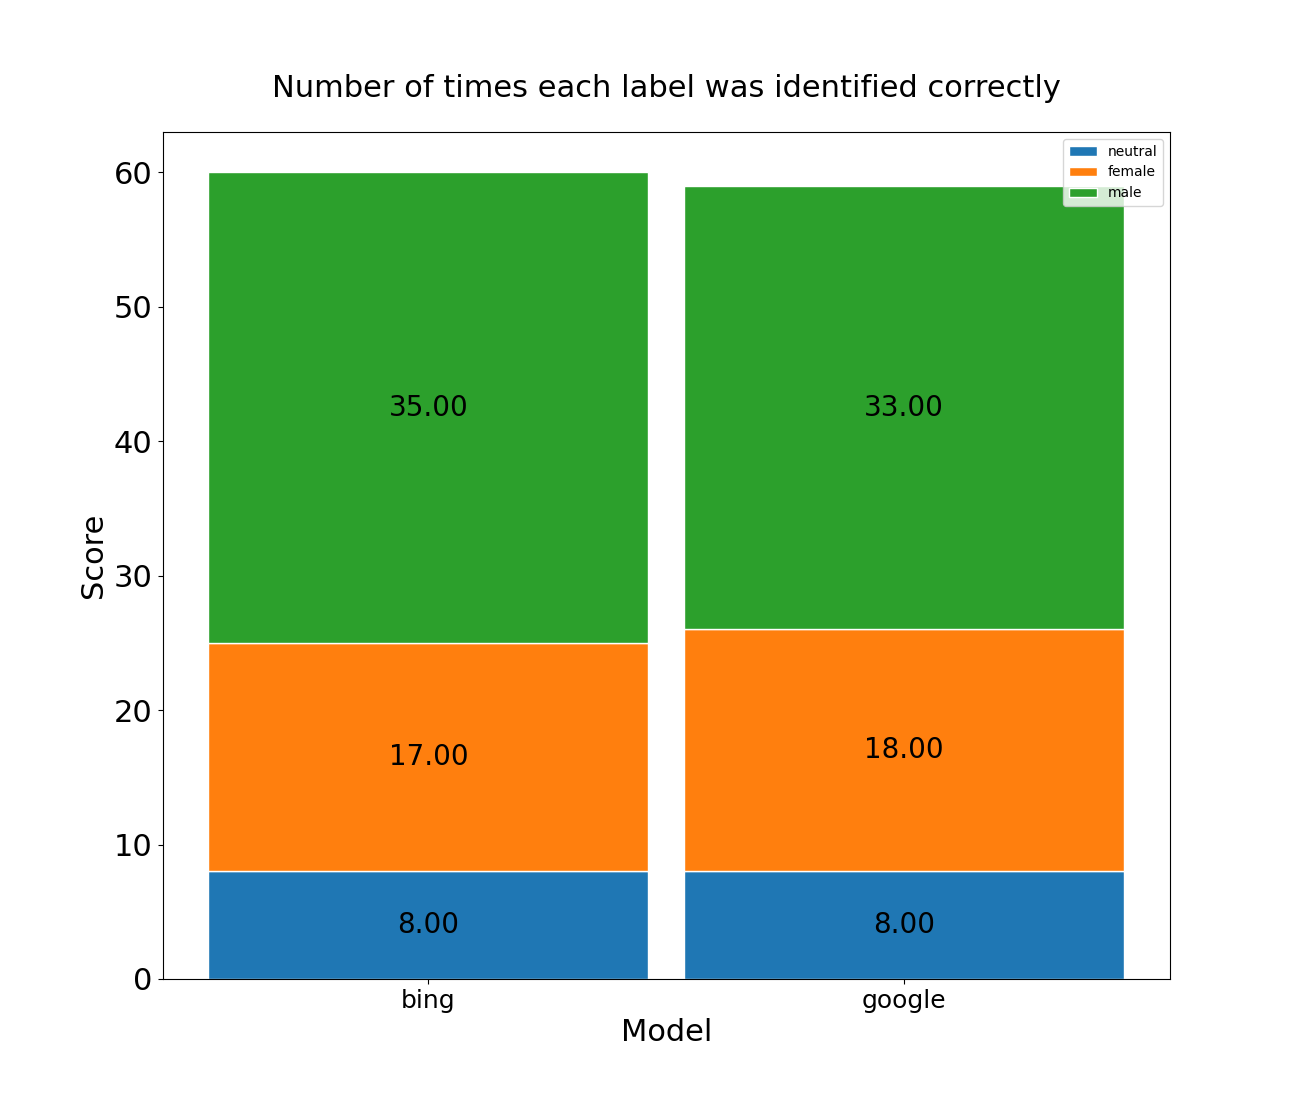 Number of times each label was identified correctly
neutral
female
male
60
50
40
30
20
10
0
Score
35.00
33.00
17.00
18.00
8.00
8.00
bing
google
Model